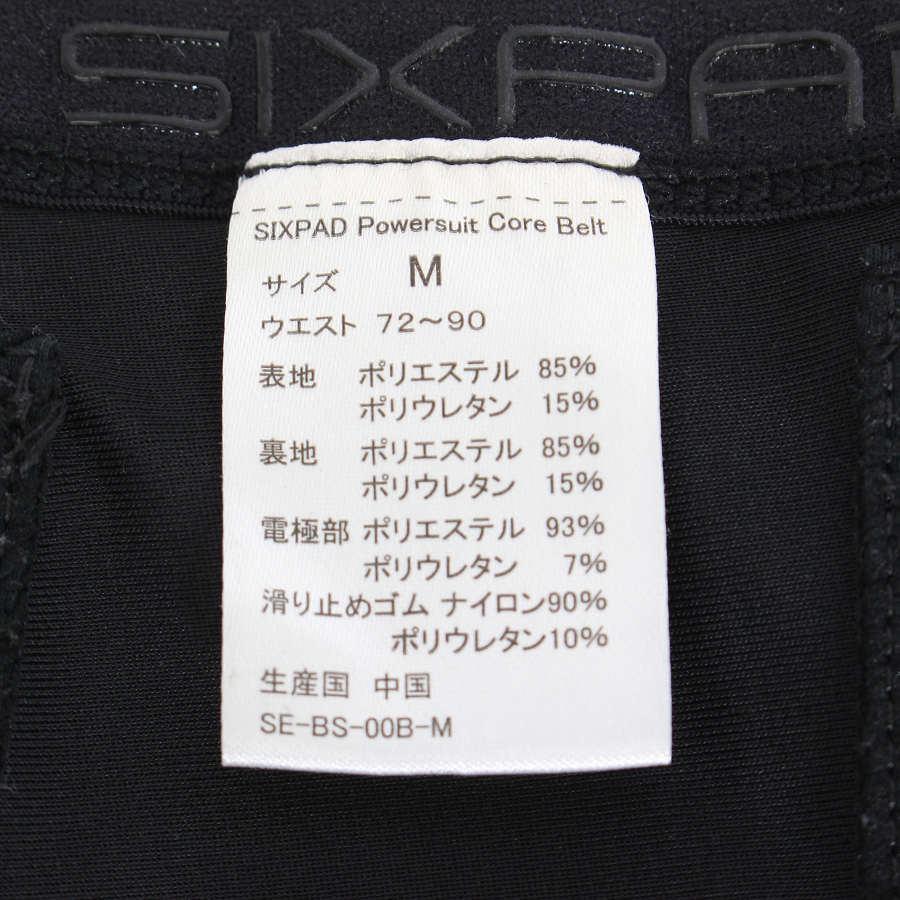 SIXPAD
SIXPAD Powersuit Core Belt
サイズ M
ウエスト 72～90
表地 ポリエステル 85%
ポリウレタン 15%
裏地 ポリエステル 85%
ポリウレタン 15%
電極部 ポリエステル 93%
ポリウレタン 7%
滑り止めゴム ナイロン90%
ポリウレタン10%
生産国 中国
SE-BS-00B-M